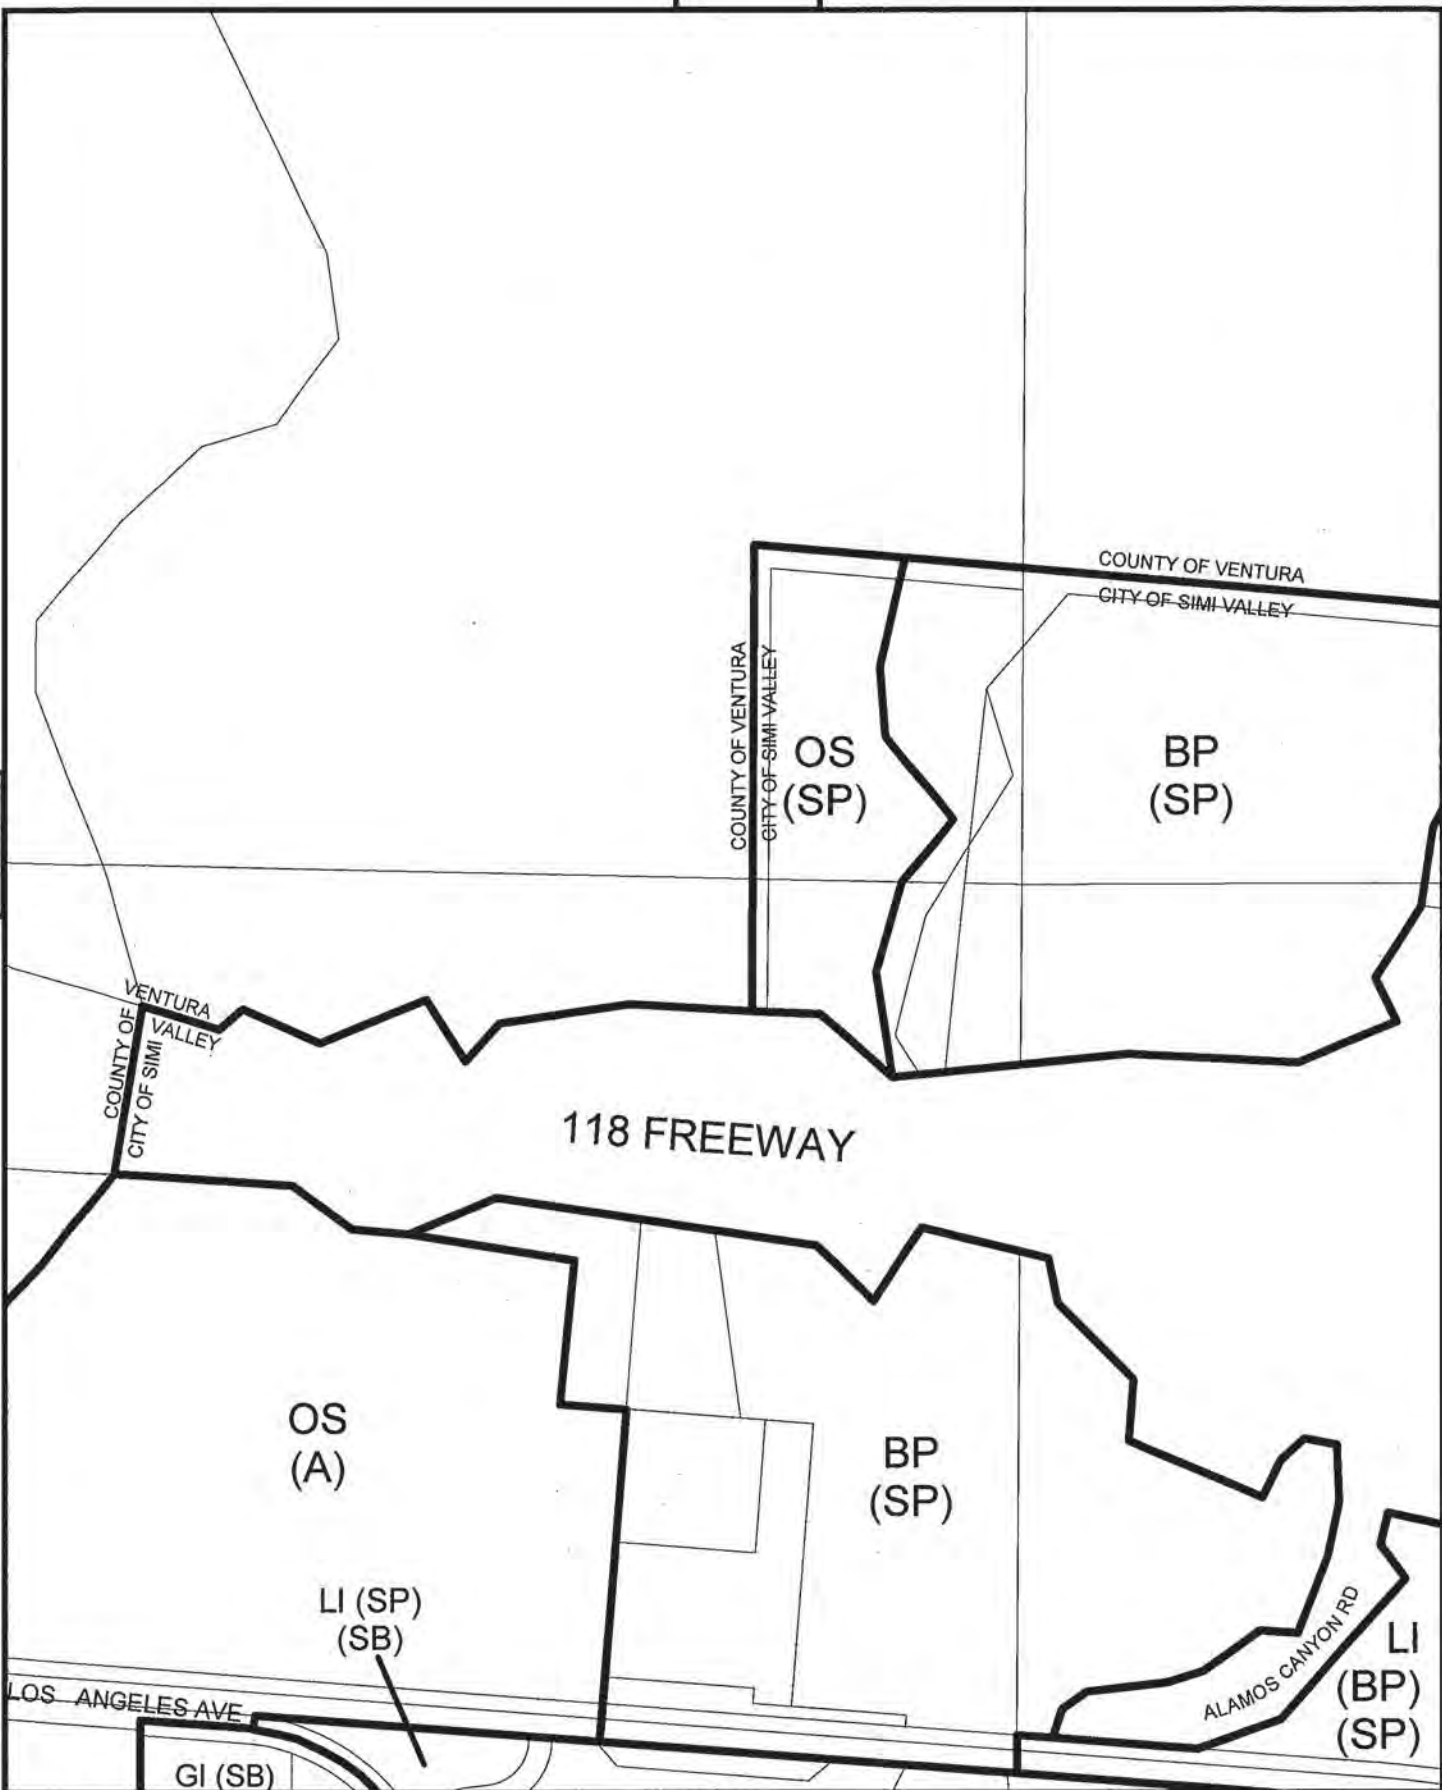 COUNTY OF VENTURA
CITY OF SIMI VALLEY
COUNTY OF VENTURA
CITY OF SIMI VALLEY
OS
(SP)
BP
(SP)
COUNTY OF VENTURA
CITY OF SIMI VALLEY
118 FREEWAY
OS
(A)
BP
(SP)
LI (SP)
(SB)
ALAMOS CANYON RD
LI
(BP)
(SP)
LOS ANGELES AVE
GI (SB)